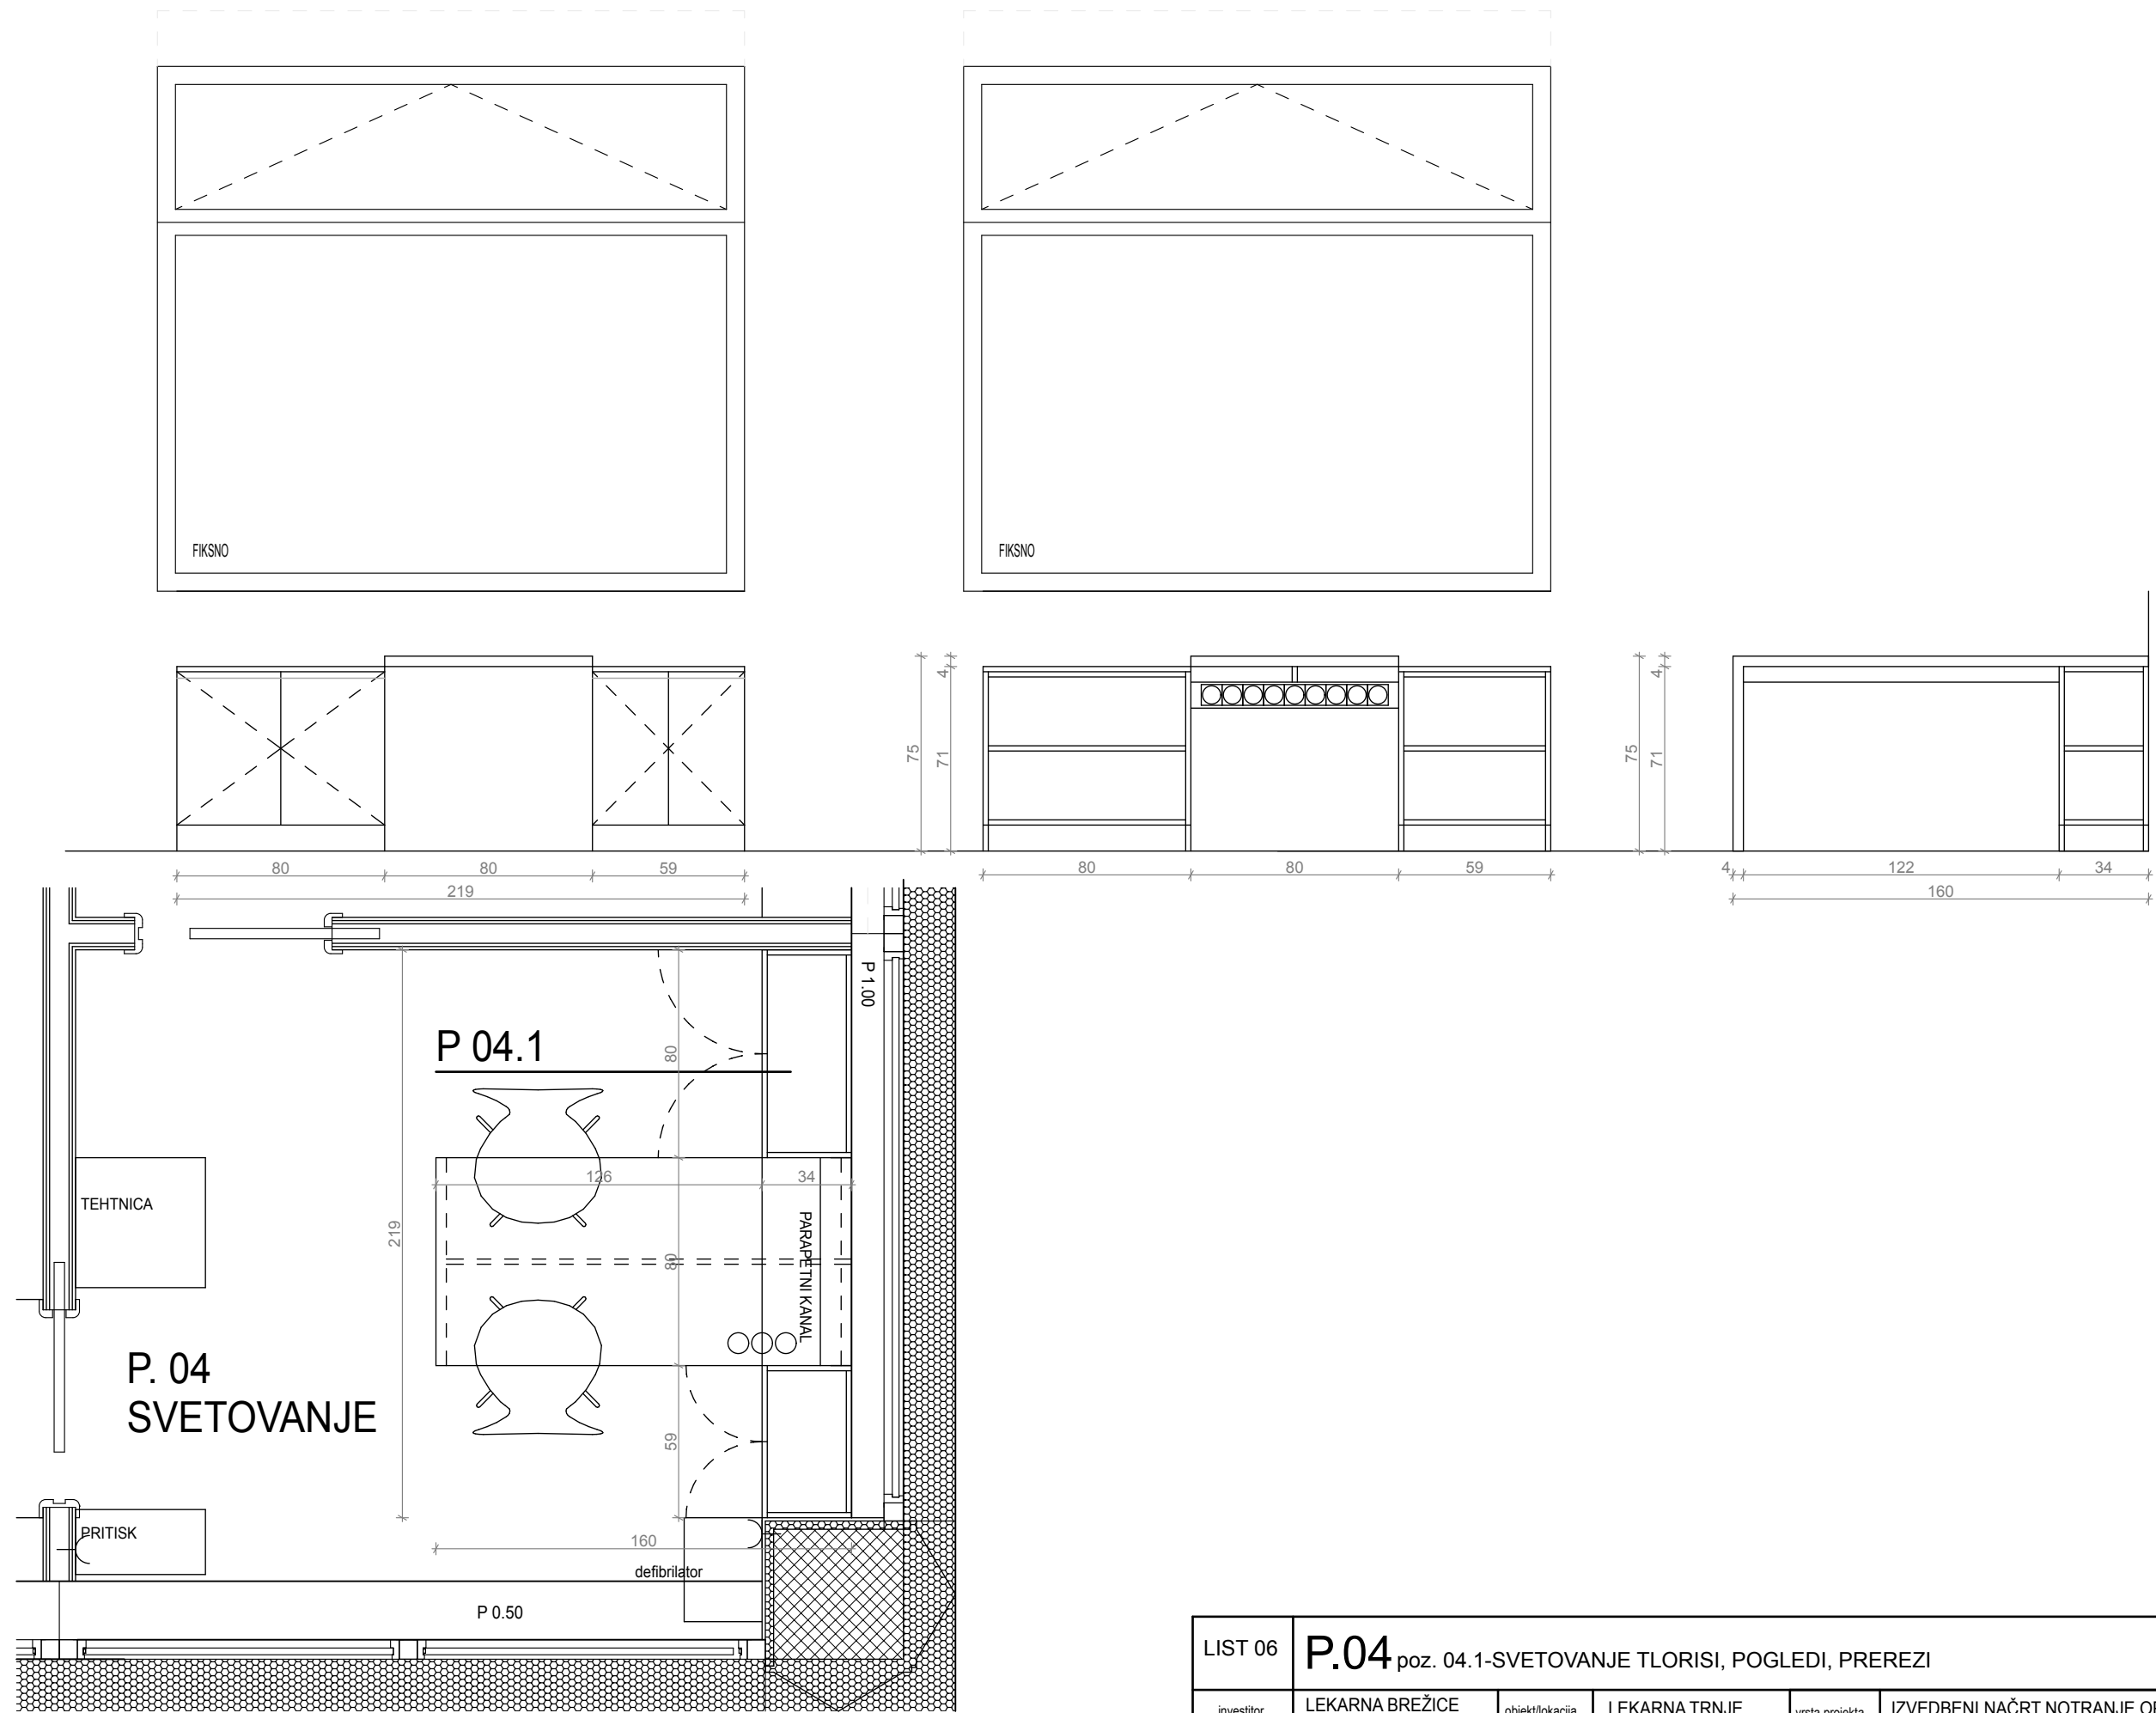 FIKSNO
FIKSNO
75
4
71
75
4
71
80
80
59
219
80
80
59
4
122
34
160
P 1.00
P 04.1
80
126
34
TEHTNICA
219
80
PARAPETNI KANAL
P. 04
SVETOVANJE
59
PRITISK
160
defibrilator
P 0.50
LIST 06
P.04 poz. 04.1-SVETOVANJE TLORISI, POGLEDI, PREREZI
investitor
LEKARNA BREŽICE
objekt/lokacija
LEKARNA TRNJE
vrsta projekta
IZVEDBENI NAČRT NOTRANJE